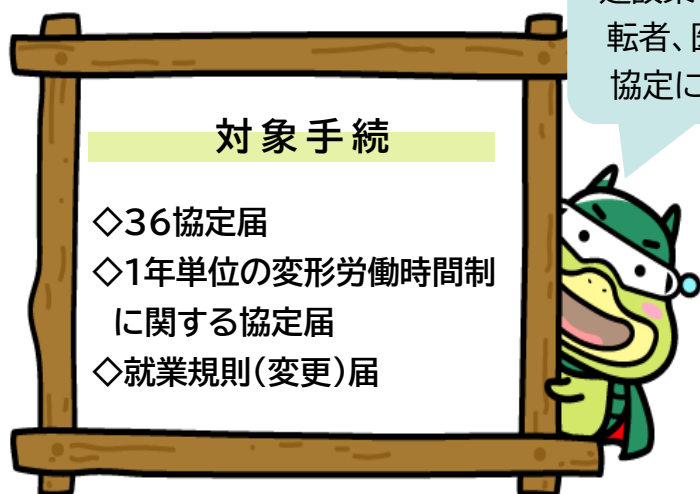 転者、
協定に
対象手続
◇36協定届
◇1年単位の変形労働時間制
に関する協定届
◇就業規則(変更)届